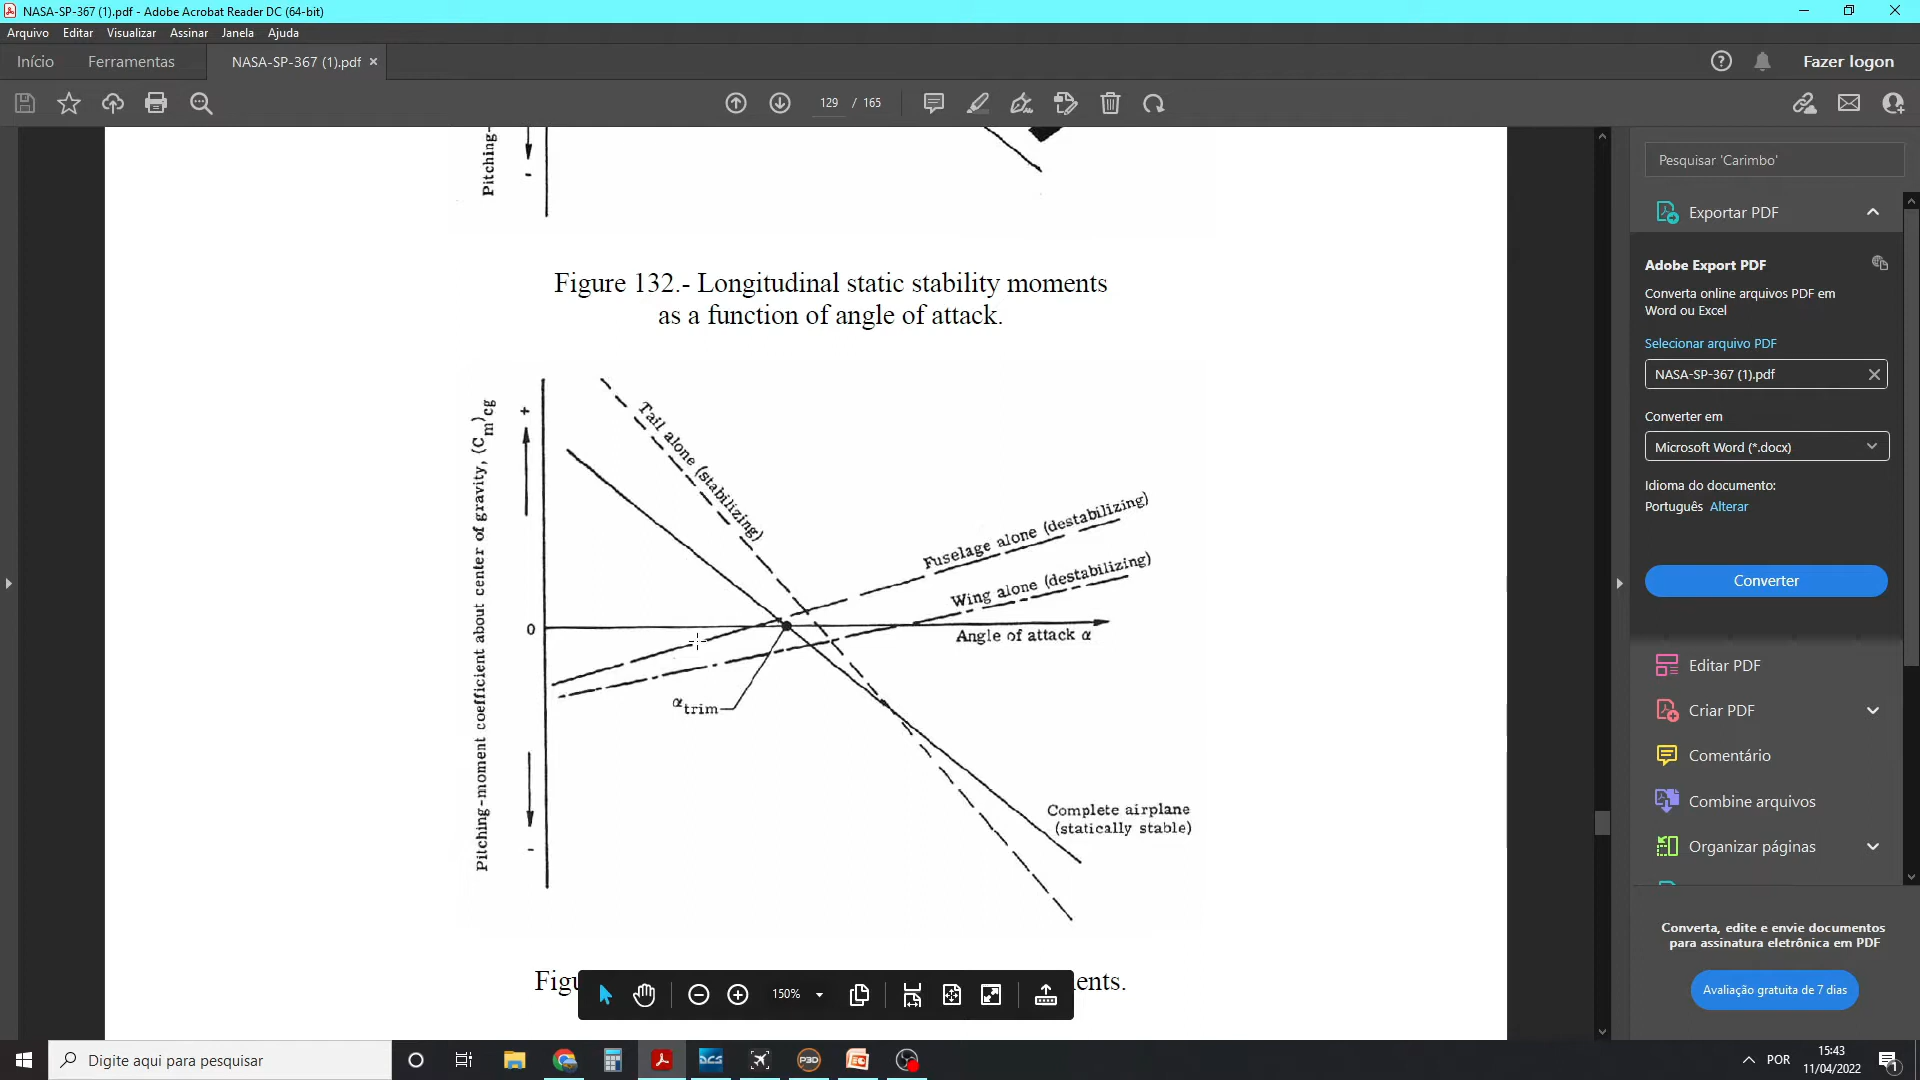 NASA-SP-367 (1).pdf - Adobe Acrobat Reader DC (64-bit)
Arquivo Editar Visualizar Assinar Janela Ajuda
Início Ferramentas NASA-SP-367 (1).pdf × Fazer logon
129 / 165
Pitching-
-
Figure 132.- Longitudinal static stability moments
as a function of angle of attack.
Pitching-moment coefficient about center of gravity, (Cm)cg
+
0
-
Tail alone (stabilizing)
Fuselage alone (destabilizing)
Wing alone (destabilizing)
Angle of attack α
αtrim
Complete airplane
(statically stable)
150%
Pesquisar 'Carimbo'
Exportar PDF
Adobe Export PDF
Converta online arquivos PDF em
Word ou Excel
Selecionar arquivo PDF
NASA-SP-367 (1).pdf
Converter em
Microsoft Word (*.docx)
Idioma do documento:
Português Alterar
Converter
Editar PDF
Criar PDF
Comentário
Combine arquivos
Organizar páginas
Converta, edite e envie documentos
para assinatura eletrônica em PDF
Avaliação gratuita de 7 dias
Digite aqui para pesquisar
DCS
P3D
POR
15:43
11/04/2022
1